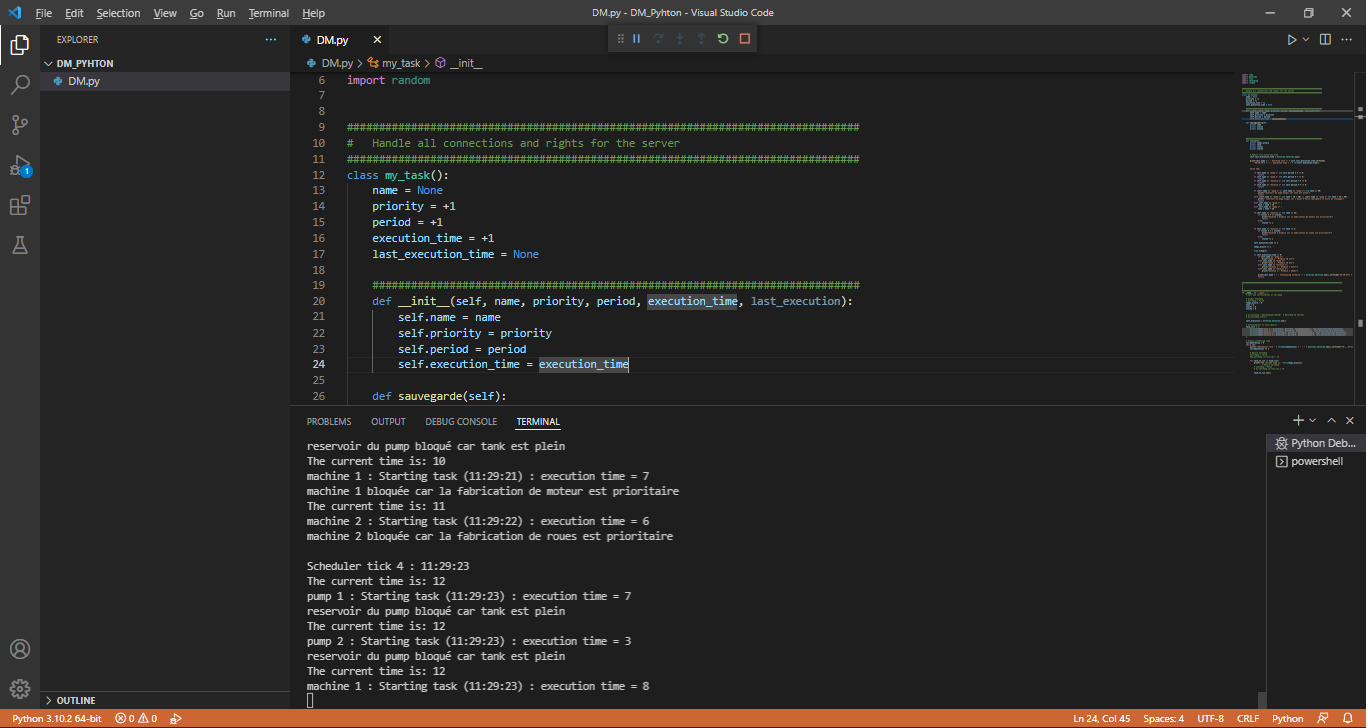 File Edit Selection View Go Run Terminal Help
DM.py - DM_Pyhton - Visual Studio Code
EXPLORER
DM_PYHTON
DM.py
1
OUTLINE
DM.py
DM.py > my_task > __init__
6 import random
7
8
9 ################################################################################
10 #   Handle all connections and rights for the server
11 ################################################################################
12 class my_task():
13     name = None
14     priority = +1
15     period = +1
16     execution_time = +1
17     last_execution_time = None
18
19     ############################################################################
20     def __init__(self, name, priority, period, execution_time, last_execution):
21         self.name = name
22         self.priority = priority
23         self.period = period
24         self.execution_time = execution_time
25
26     def sauvegarde(self):
PROBLEMS OUTPUT DEBUG CONSOLE TERMINAL
reservoir du pump bloqué car tank est plein
The current time is: 10
machine 1 : Starting task (11:29:21) : execution time = 7
machine 1 bloquée car la fabrication de moteur est prioritaire
The current time is: 11
machine 2 : Starting task (11:29:22) : execution time = 6
machine 2 bloquée car la fabrication de roues est prioritaire
Scheduler tick 4 : 11:29:23
The current time is: 12
pump 1 : Starting task (11:29:23) : execution time = 7
reservoir du pump bloqué car tank est plein
The current time is: 12
pump 2 : Starting task (11:29:23) : execution time = 3
reservoir du pump bloqué car tank est plein
The current time is: 12
machine 1 : Starting task (11:29:23) : execution time = 8
Python Deb...
powershell
Python 3.10.2 64-bit 0 0 Ln 24, Col 45 Spaces: 4 UTF-8 CRLF Python